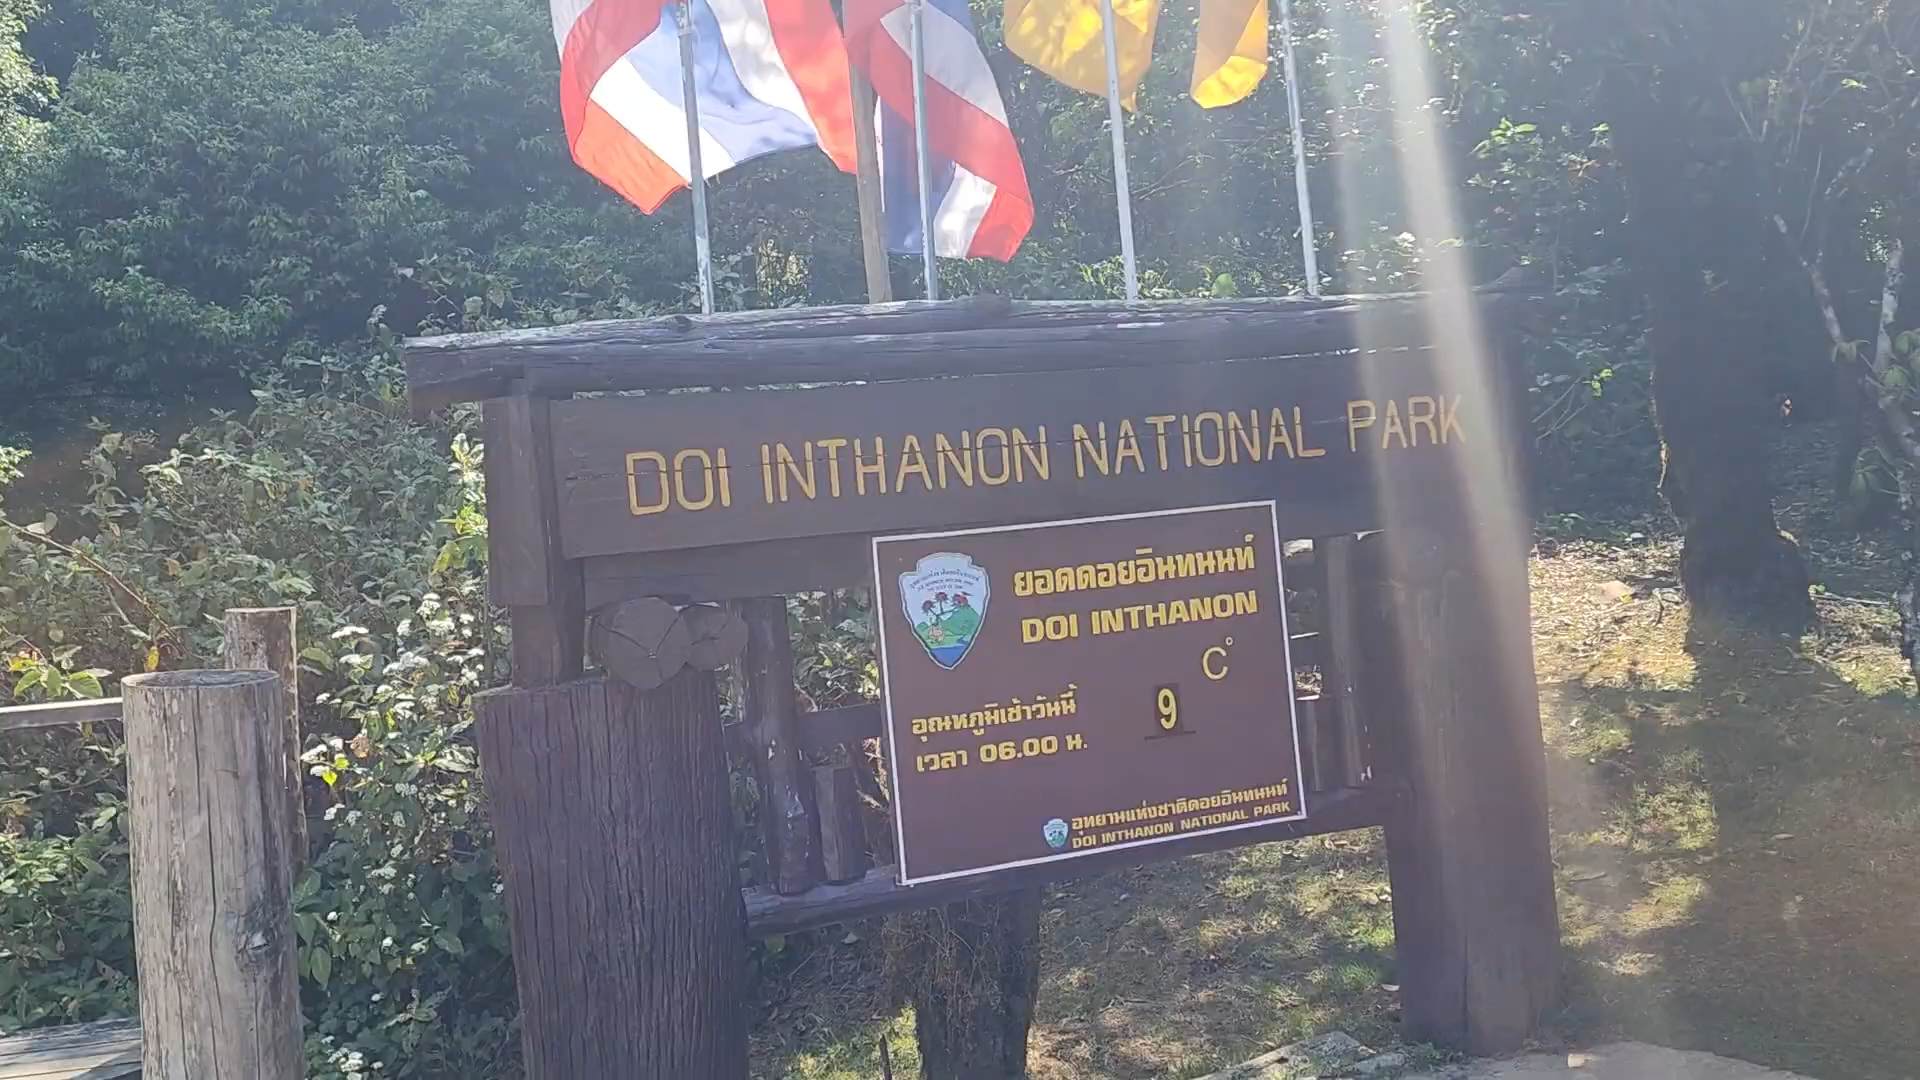 DOI INTHANON NATIONAL PARK
ยอดดอยอินทนนท์
DOI INTHANON
C°
อุณหภูมิเช้าวันนี้
9
เวลา 06.00 น.
อุทยานแห่งชาติดอยอินทนนท์
DOI INTHANON NATIONAL PARK